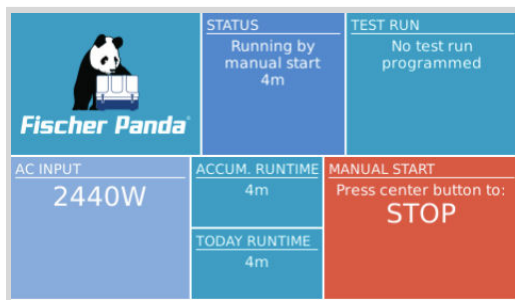 Fischer Panda
STATUS
Running by
manual start
4m
TEST RUN
No test run
programmed
AC INPUT
2440W
ACCUM. RUNTIME
4m
TODAY RUNTIME
4m
MANUAL START
Press center button to:
STOP